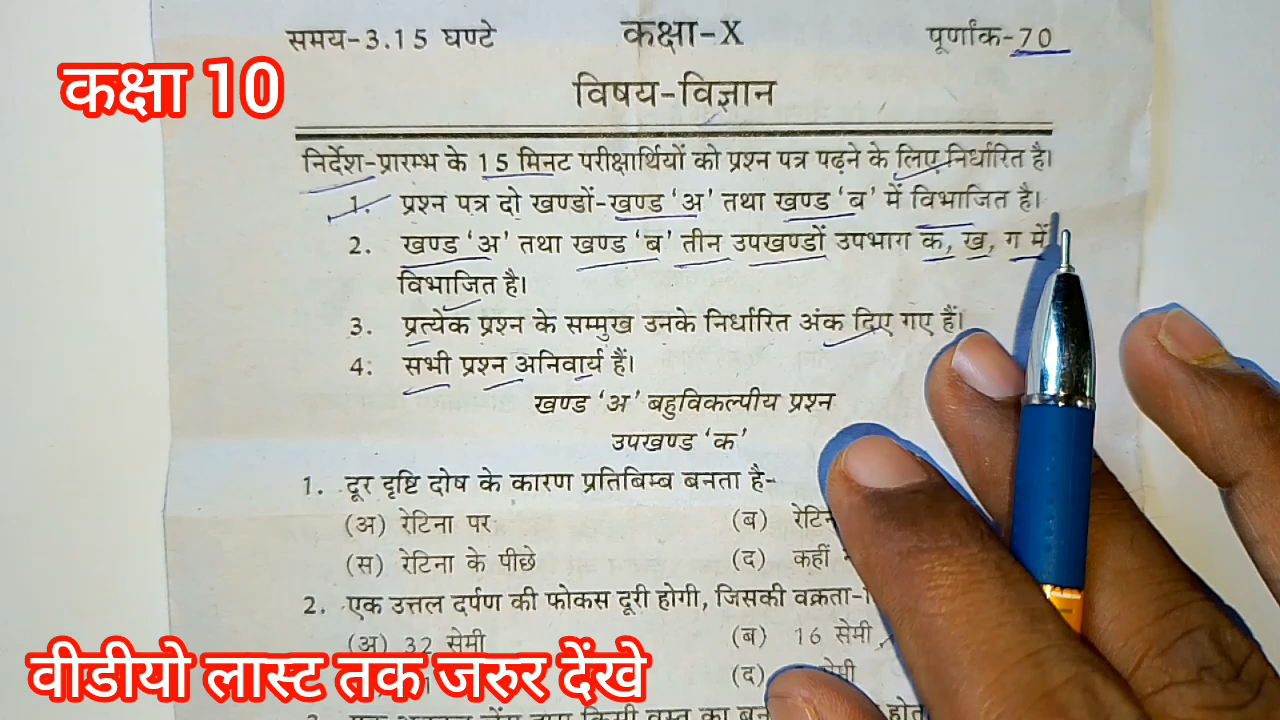 समय-3.15 घण्टे कक्षा-X पूर्णांक-70
कक्षा 10
विषय-विज्ञान
निर्देश-प्रारम्भ के 15 मिनट परीक्षार्थियों को प्रश्न पत्र पढ़ने के लिए निर्धारित है।
1. प्रश्न पत्र दो खण्डों-खण्ड 'अ' तथा खण्ड 'ब' में विभाजित है।
2. खण्ड 'अ' तथा खण्ड 'ब' तीन उपखण्डों उपभाग क, ख, ग में
विभाजित है।
3. प्रत्येक प्रश्न के सम्मुख उनके निर्धारित अंक दिए गए हैं।
4: सभी प्रश्न अनिवार्य हैं।
खण्ड 'अ' बहुविकल्पीय प्रश्न
उपखण्ड 'क'
1. दूर दृष्टि दोष के कारण प्रतिबिम्ब बनता है-
(अ) रेटिना पर (ब)
(स) रेटिना के पीछे (द) कहीं
2. एक उत्तल दर्पण की फोकस दूरी होगी, जिसकी वक्रता
(अ) 32 सेमी (ब) 16 सेमी
(द)
वीडीयो लास्ट तक जरुर देंखे